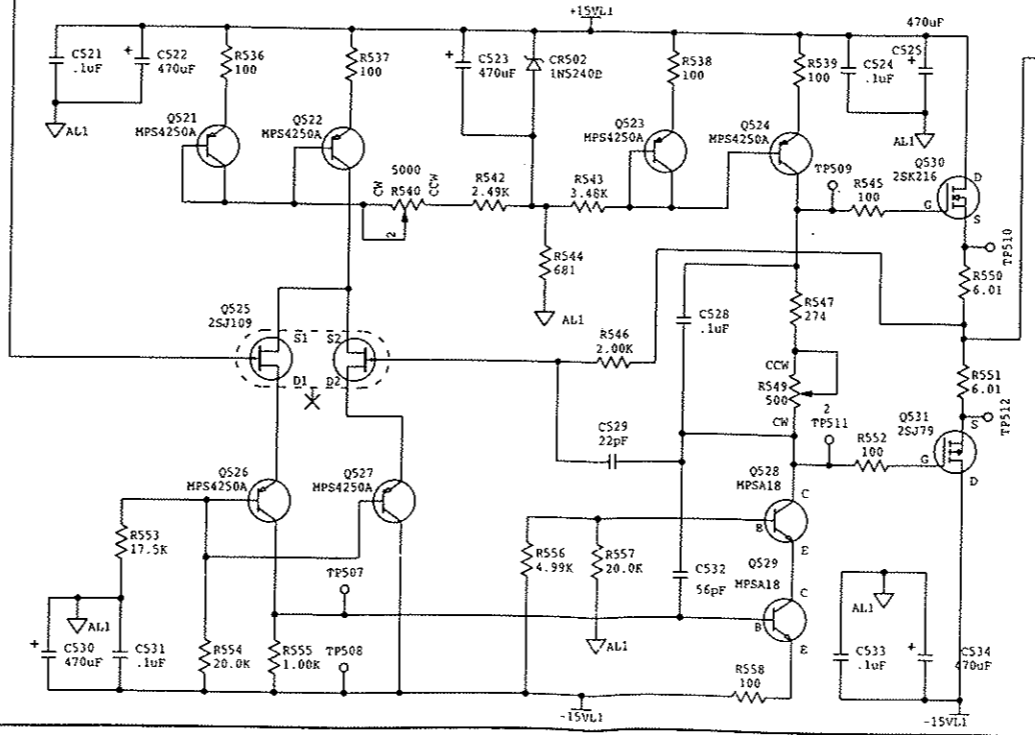 +15VL1
C521
.1uF
C522
470uF
R536
100
R537
100
C523
470uF
CR502
1N5240B
R538
100
R539
100
C524
.1uF
470uF
C525
AL1
Q521
MPS4250A
Q522
MPS4250A
Q523
MPS4250A
Q524
MPS4250A
AL1
TP509
Q530
2SK216
D
G
S
R545
100
CW
5000
R540
CCW
2
R542
2.49K
R543
3.48K
R544
681
AL1
TP510
R550
6.01
Q525
2SJ109
S1
S2
D1
D2
C528
.1uF
R547
274
R546
2.00K
CCW
R549
500
CW
2
TP511
R551
6.01
TP512
Q531
2SJ79
S
G
D
R552
100
C529
22pF
Q526
MPS4250A
Q527
MPS4250A
Q528
MPSA18
C
B
E
R553
17.5K
R556
4.99K
R557
20.0K
C532
56pF
Q529
MPSA18
C
B
E
TP507
AL1
C530
470uF
C531
.1uF
R554
20.0K
R555
1.00K
TP508
AL1
R558
100
AL1
C533
.1uF
C534
470uF
-15VL1
-15VL1